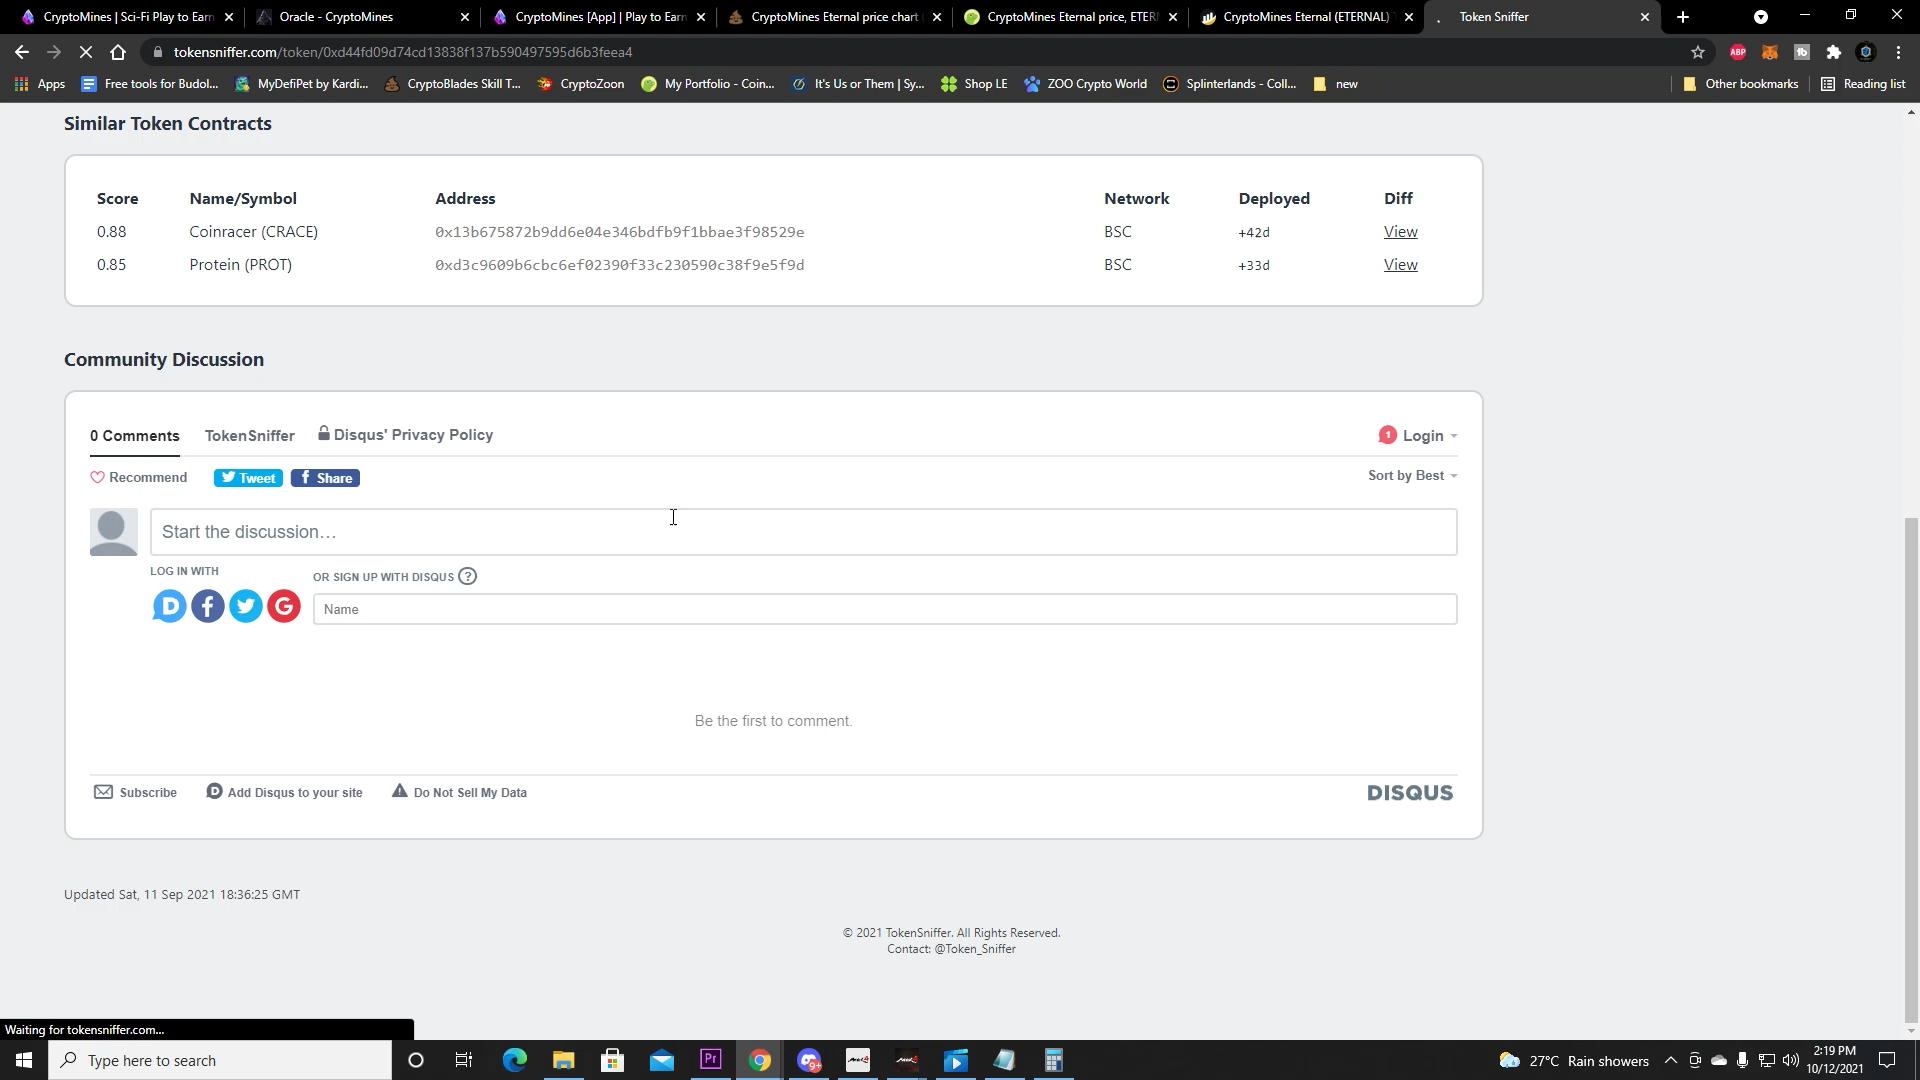 CryptoMines | Sci-Fi Play to Earn
Oracle - CryptoMines
CryptoMines [App] | Play to Earn
CryptoMines Eternal price chart
CryptoMines Eternal price, ETER
CryptoMines Eternal (ETERNAL)
Token Sniffer
tokensniffer.com/token/0xd44fd09d74cd13838f137b590497595d6b3feea4
ABP
Apps
Free tools for Budol...
MyDefiPet by Kardi...
CryptoBlades Skill T...
CryptoZoon
My Portfolio - Coin...
It's Us or Them | Sy...
Shop LE
ZOO Crypto World
Splinterlands - Coll...
new
Other bookmarks
Reading list
Similar Token Contracts
Score Name/Symbol Address Network Deployed Diff
0.88 Coinracer (CRACE) 0x13b675872b9dd6e04e346bdfb9f1bbae3f98529e BSC +42d View
0.85 Protein (PROT) 0xd3c9609b6cbc6ef02390f33c230590c38f9e5f9d BSC +33d View
Community Discussion
0 Comments TokenSniffer Disqus' Privacy Policy 1 Login
Recommend Tweet Share Sort by Best
Start the discussion...
LOG IN WITH
OR SIGN UP WITH DISQUS ?
Name
Be the first to comment.
Subscribe Add Disqus to your site Do Not Sell My Data DISQUS
Updated Sat, 11 Sep 2021 18:36:25 GMT
© 2021 TokenSniffer. All Rights Reserved.
Contact: @Token_Sniffer
Waiting for tokensniffer.com...
Type here to search
Pr
9+
27°C Rain showers
2:19 PM
10/12/2021